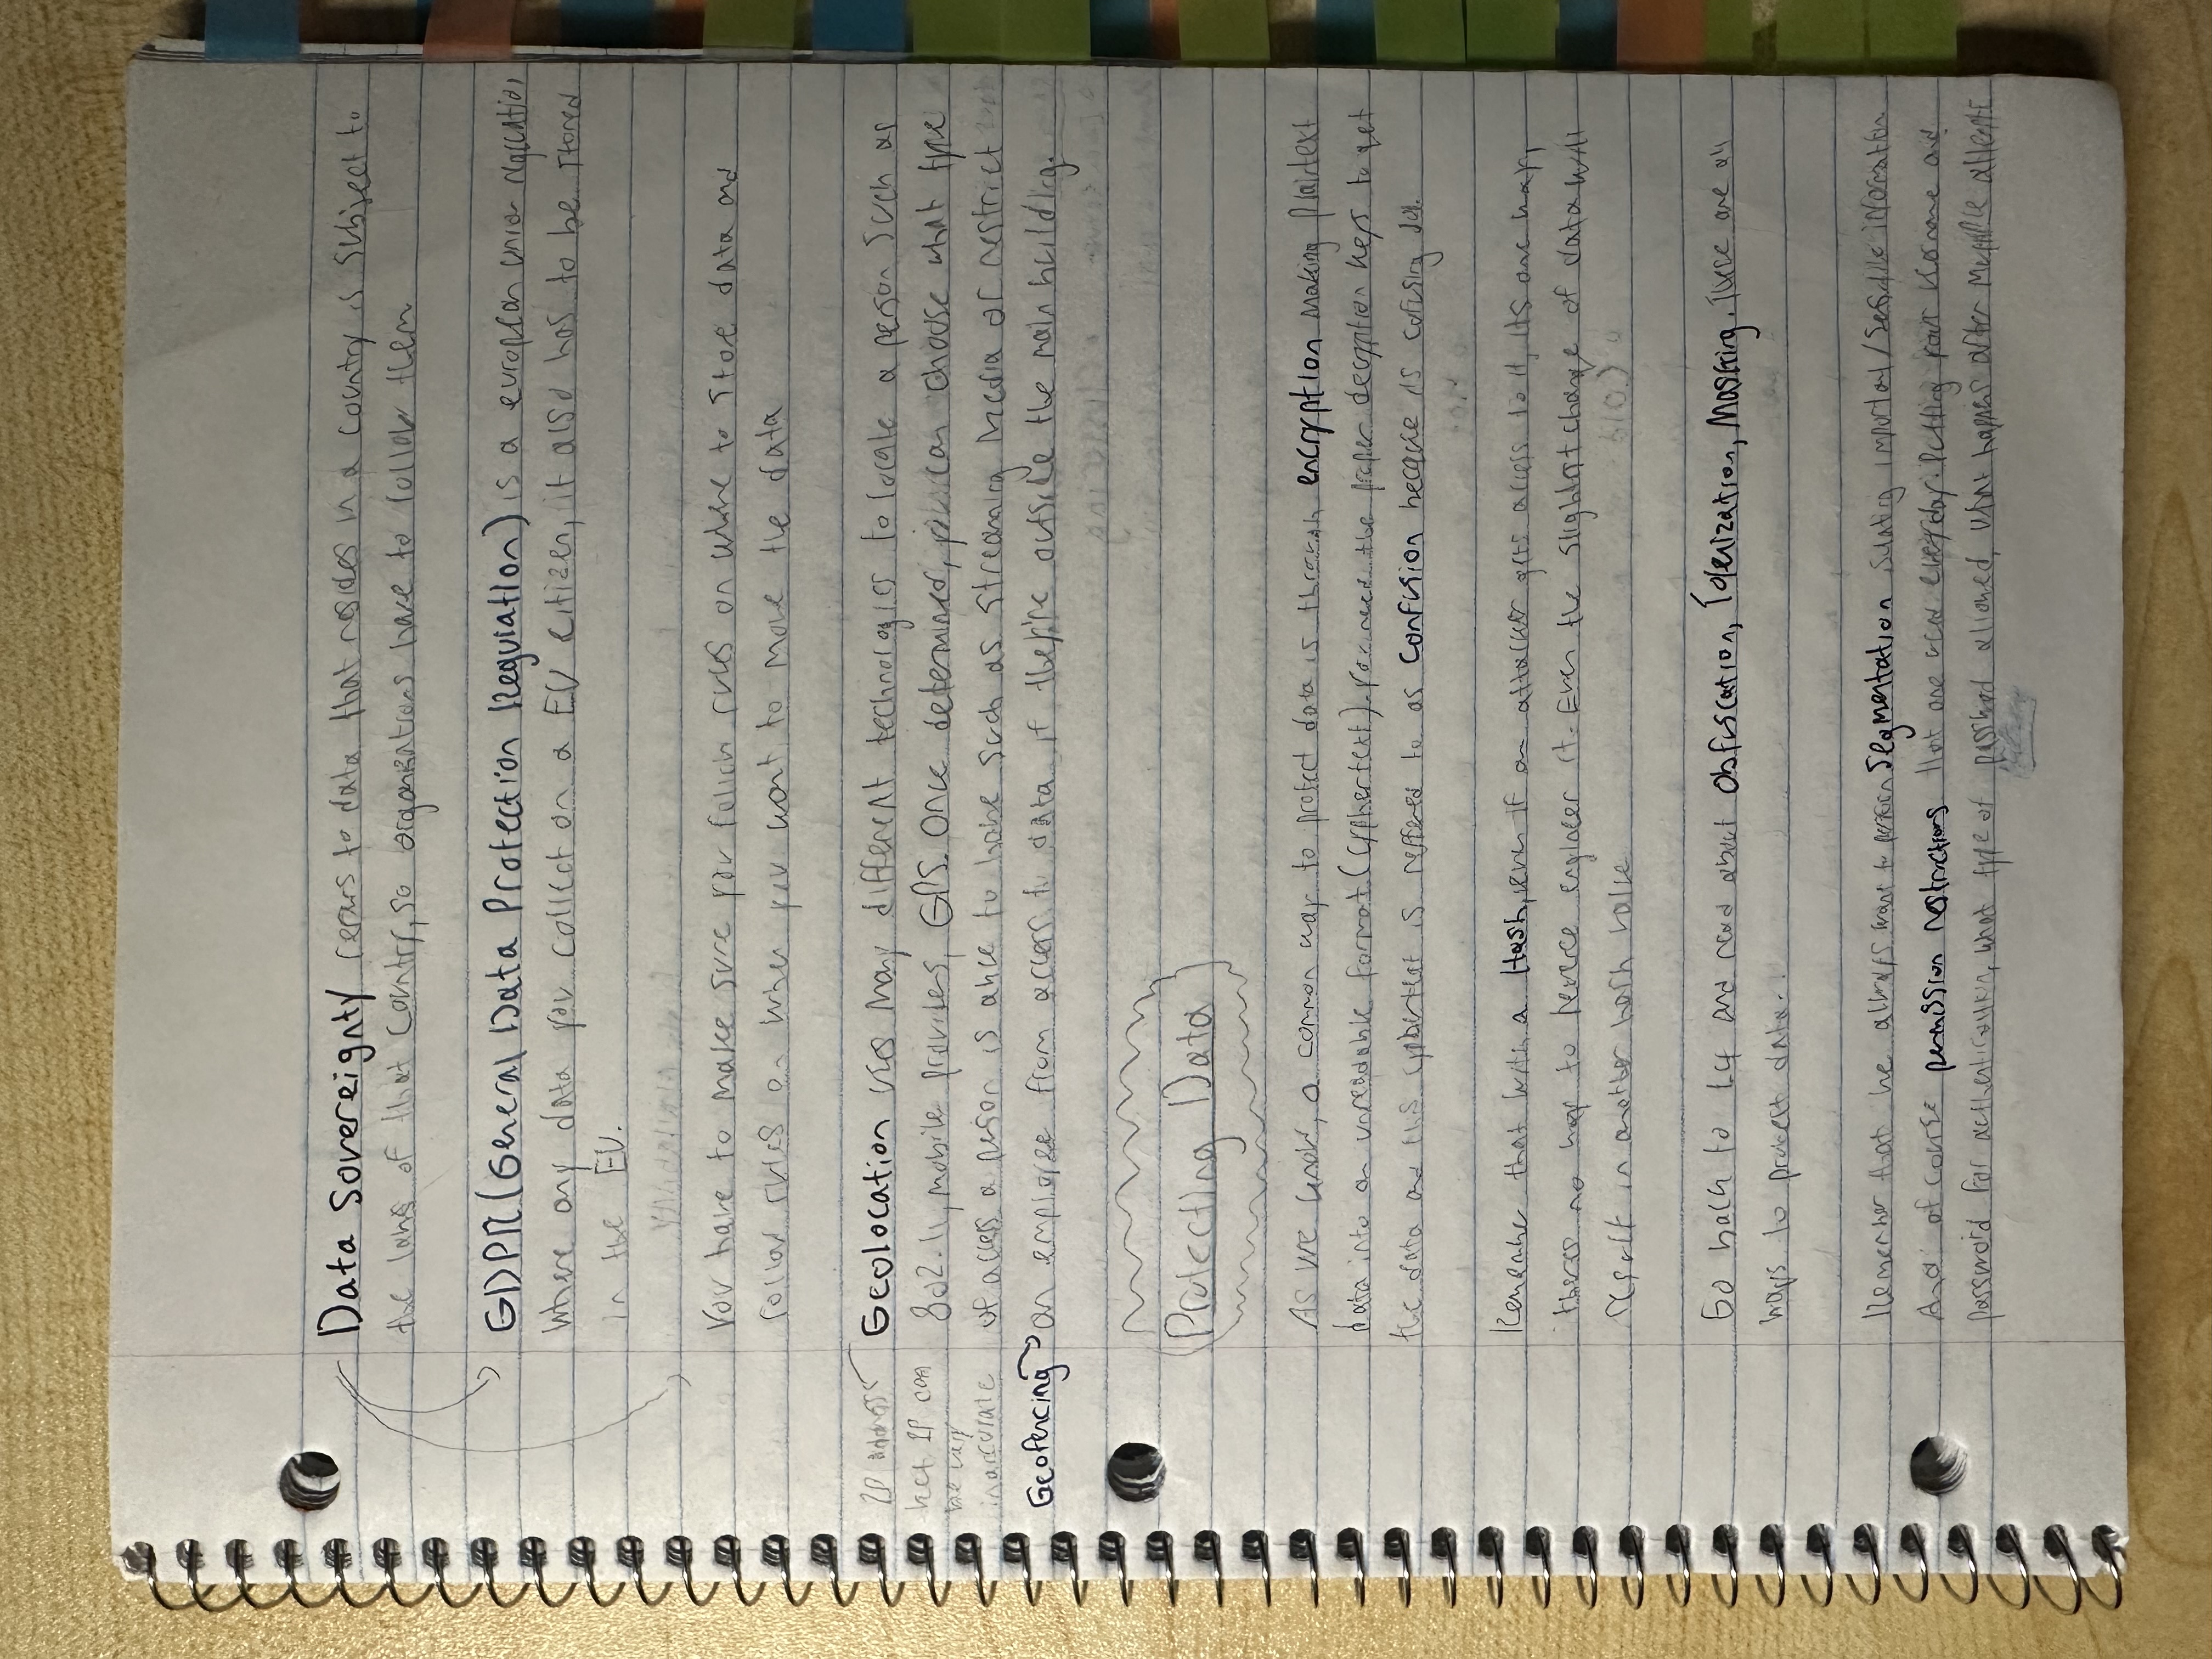 Data Sovereignty refers to data that resides in a country is subject to
the laws of that country, so organizations have to follow them
GDPR (General Data Protection Regulation) is a european union regulation
where any data you collect on a EU citizen, it also has to be stored
in the EU.
You have to make sure you follow rules on where to store data and
follow rules on when you want to move the data
IP address
but IP can
be very
inaccurate
Geolocation uses many different technologies to locate a person such as
802.11, mobile providers, GPS. Once determined, you can choose what type
of access a person is able to have such as streaming media or restrict
Geofencing an employee from access to data if they're outside the main building.
Protecting Data
As we know, a common way to protect data is through encryption making plaintext
data into an unreadable format (cyphertext). You need the proper decryption keys to get
the data and this cyphertext is reffered to as confusion because its cofusing lol.
Remember that with a Hash, even if an attacker gets access to it, its one way,
theres no way to reverse engineer it. Even the slightest change of data will
result in another hash value
Go back to 1.4 and read about Obfuscation, Tokenization, Masking. These are all
ways to protect data.
Remember that we always want to Segmentation important/ information
And of course permission restrictions that are used everyday. Putting your username and
password for authentication, what type of password allowed, what happens after multiple attempts